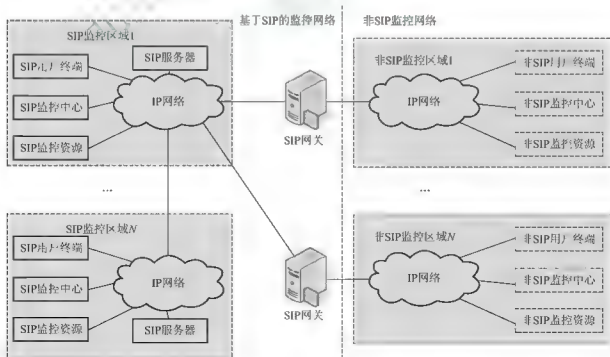 基于SIP的监控网络
非SIP监控网络
SIP监控区域1
SIP服务器
SIP用户终端
SIP监控中心
SIP监控资源
IP网络
SIP网关
非SIP监控区域1
IP网络
非SIP用户终端
非SIP监控中心
非SIP监控资源
...
...
SIP监控区域N
SIP用户终端
SIP监控中心
SIP监控资源
IP网络
SIP服务器
SIP网关
非SIP监控区域N
IP网络
非SIP用户终端
非SIP监控中心
非SIP监控资源